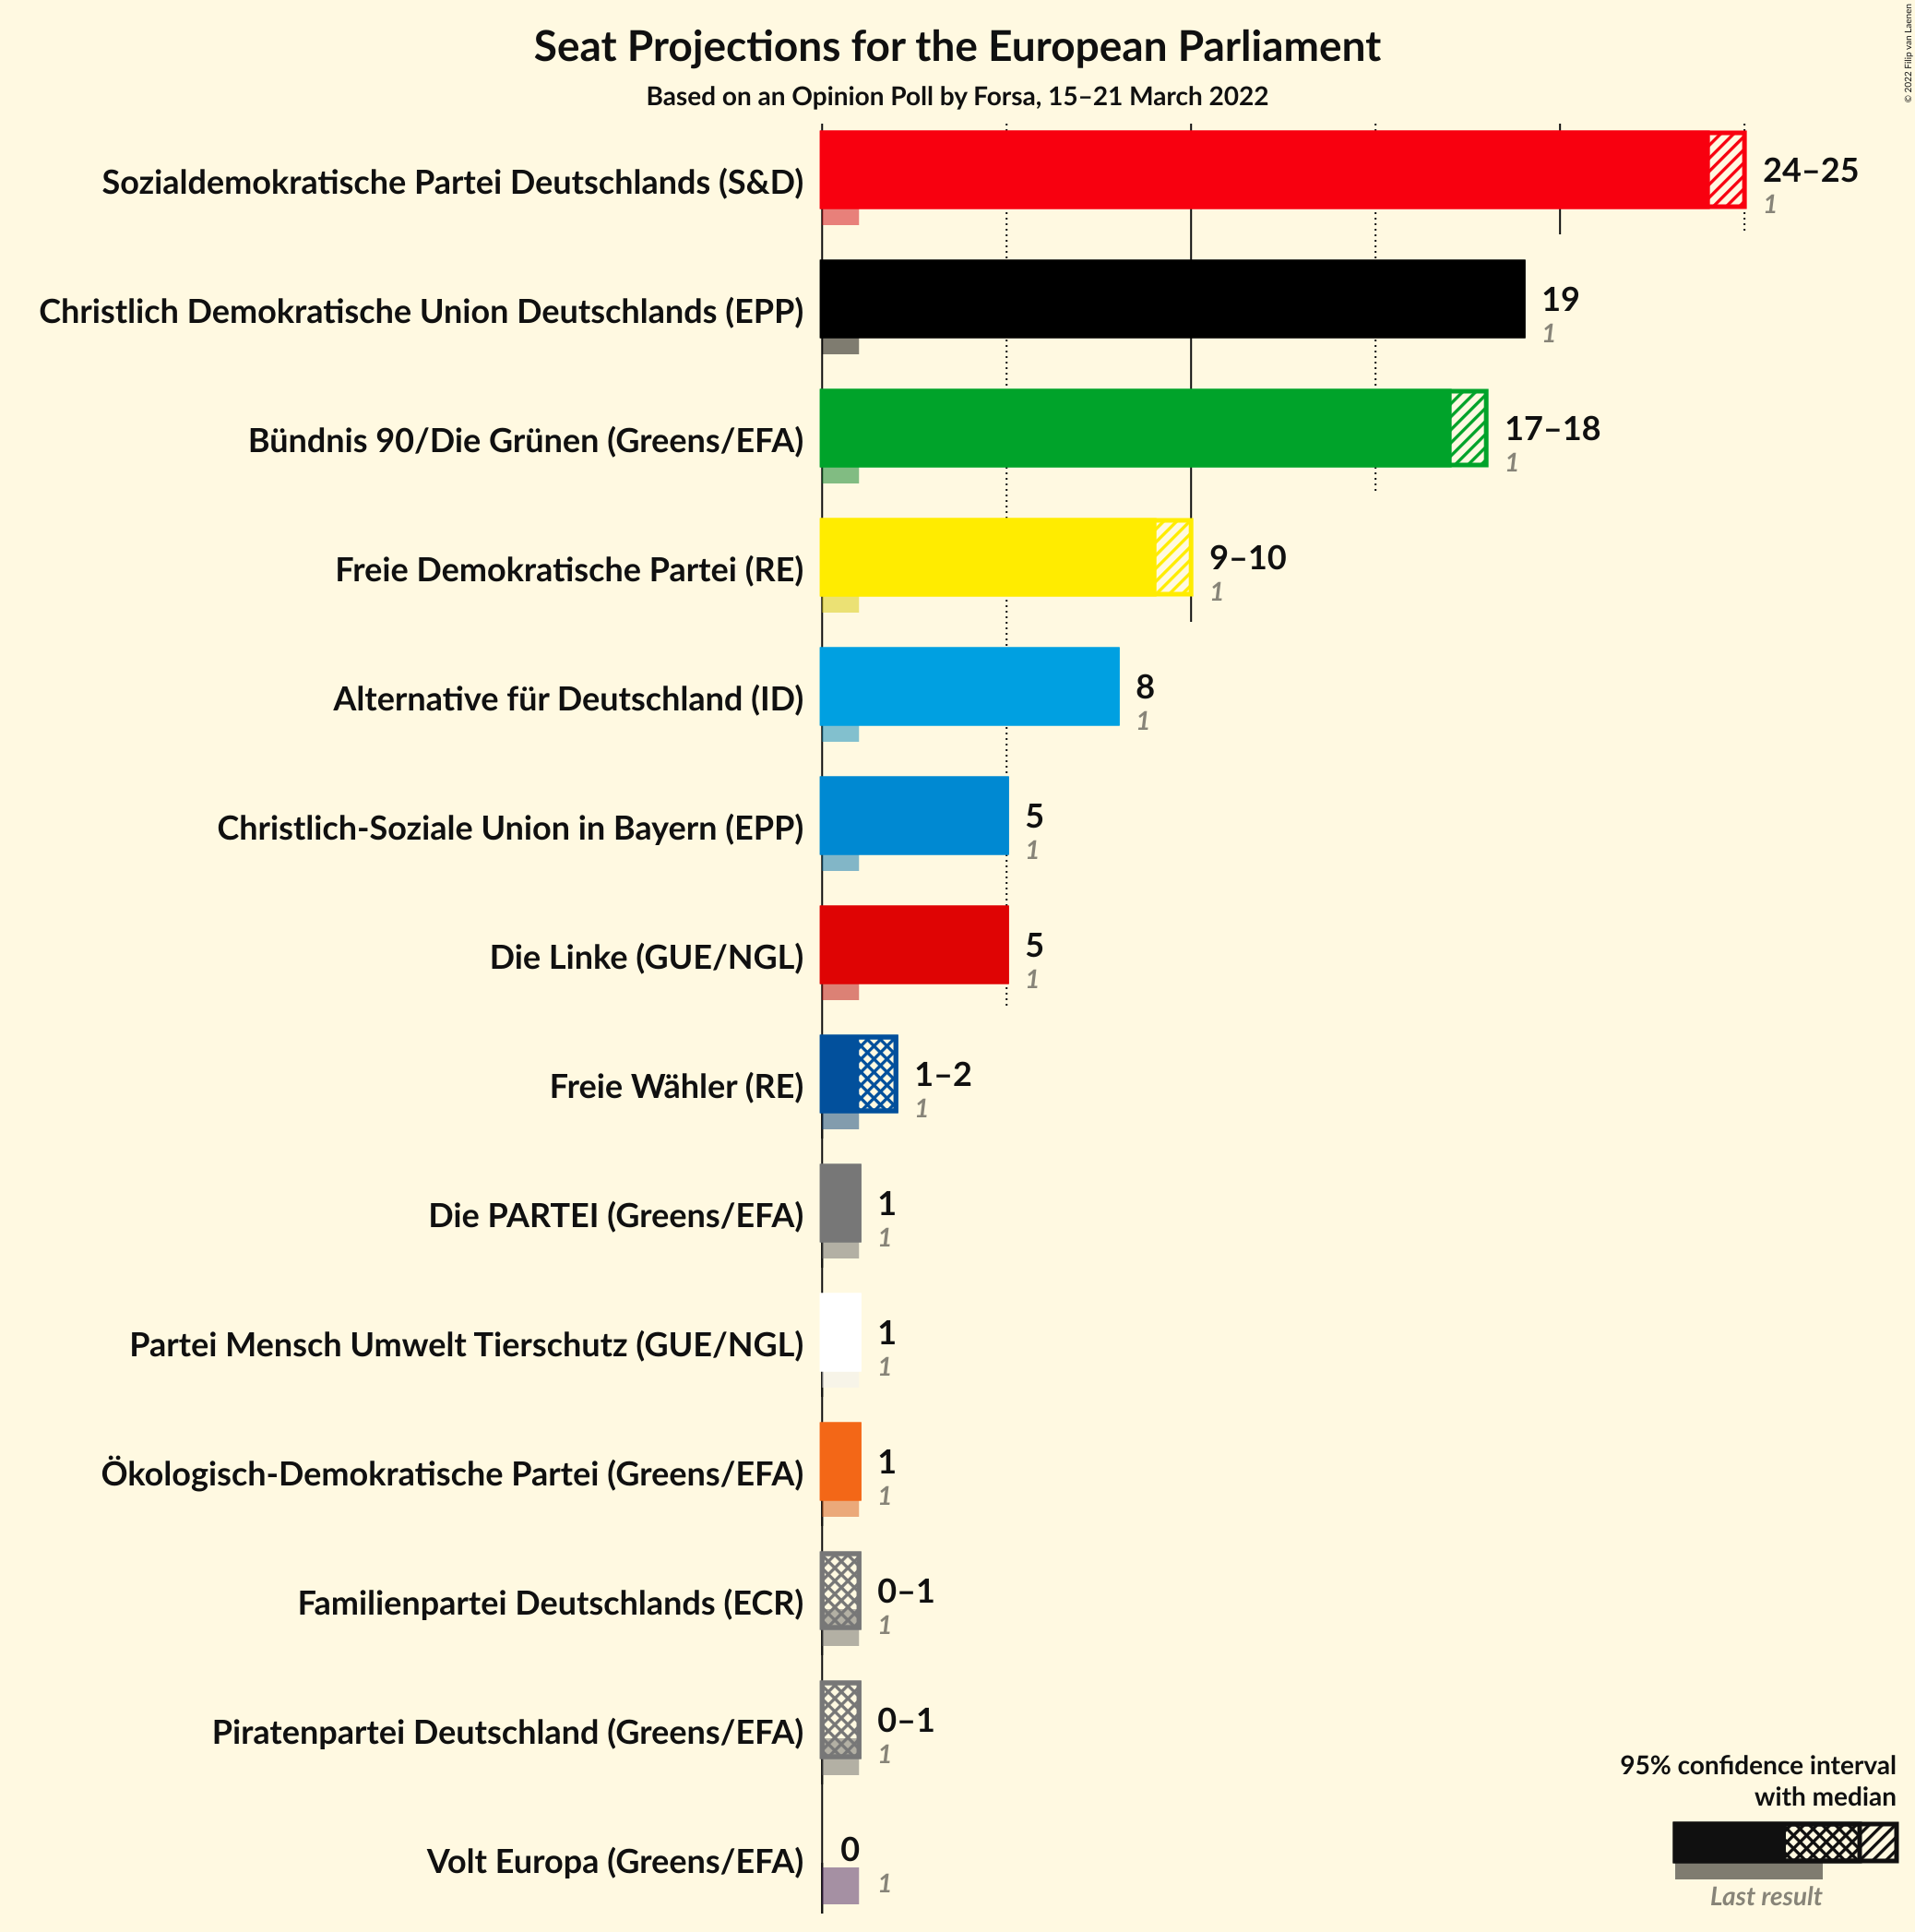 Seat Projections for the European Parliament
Based on an Opinion Poll by Forsa, 15–21 March 2022
© 2022 Filip van Laenen
Sozialdemokratische Partei Deutschlands (S&D)
24–25
1
Christlich Demokratische Union Deutschlands (EPP)
19
1
Bündnis 90/Die Grünen (Greens/EFA)
17–18
1
Freie Demokratische Partei (RE)
9–10
1
Alternative für Deutschland (ID)
8
1
Christlich-Soziale Union in Bayern (EPP)
5
1
Die Linke (GUE/NGL)
5
1
Freie Wähler (RE)
1–2
1
Die PARTEI (Greens/EFA)
1
1
Partei Mensch Umwelt Tierschutz (GUE/NGL)
1
1
Ökologisch-Demokratische Partei (Greens/EFA)
1
1
Familienpartei Deutschlands (ECR)
0–1
1
Piratenpartei Deutschland (Greens/EFA)
0–1
1
Volt Europa (Greens/EFA)
0
1
95% confidence interval
with median
Last result